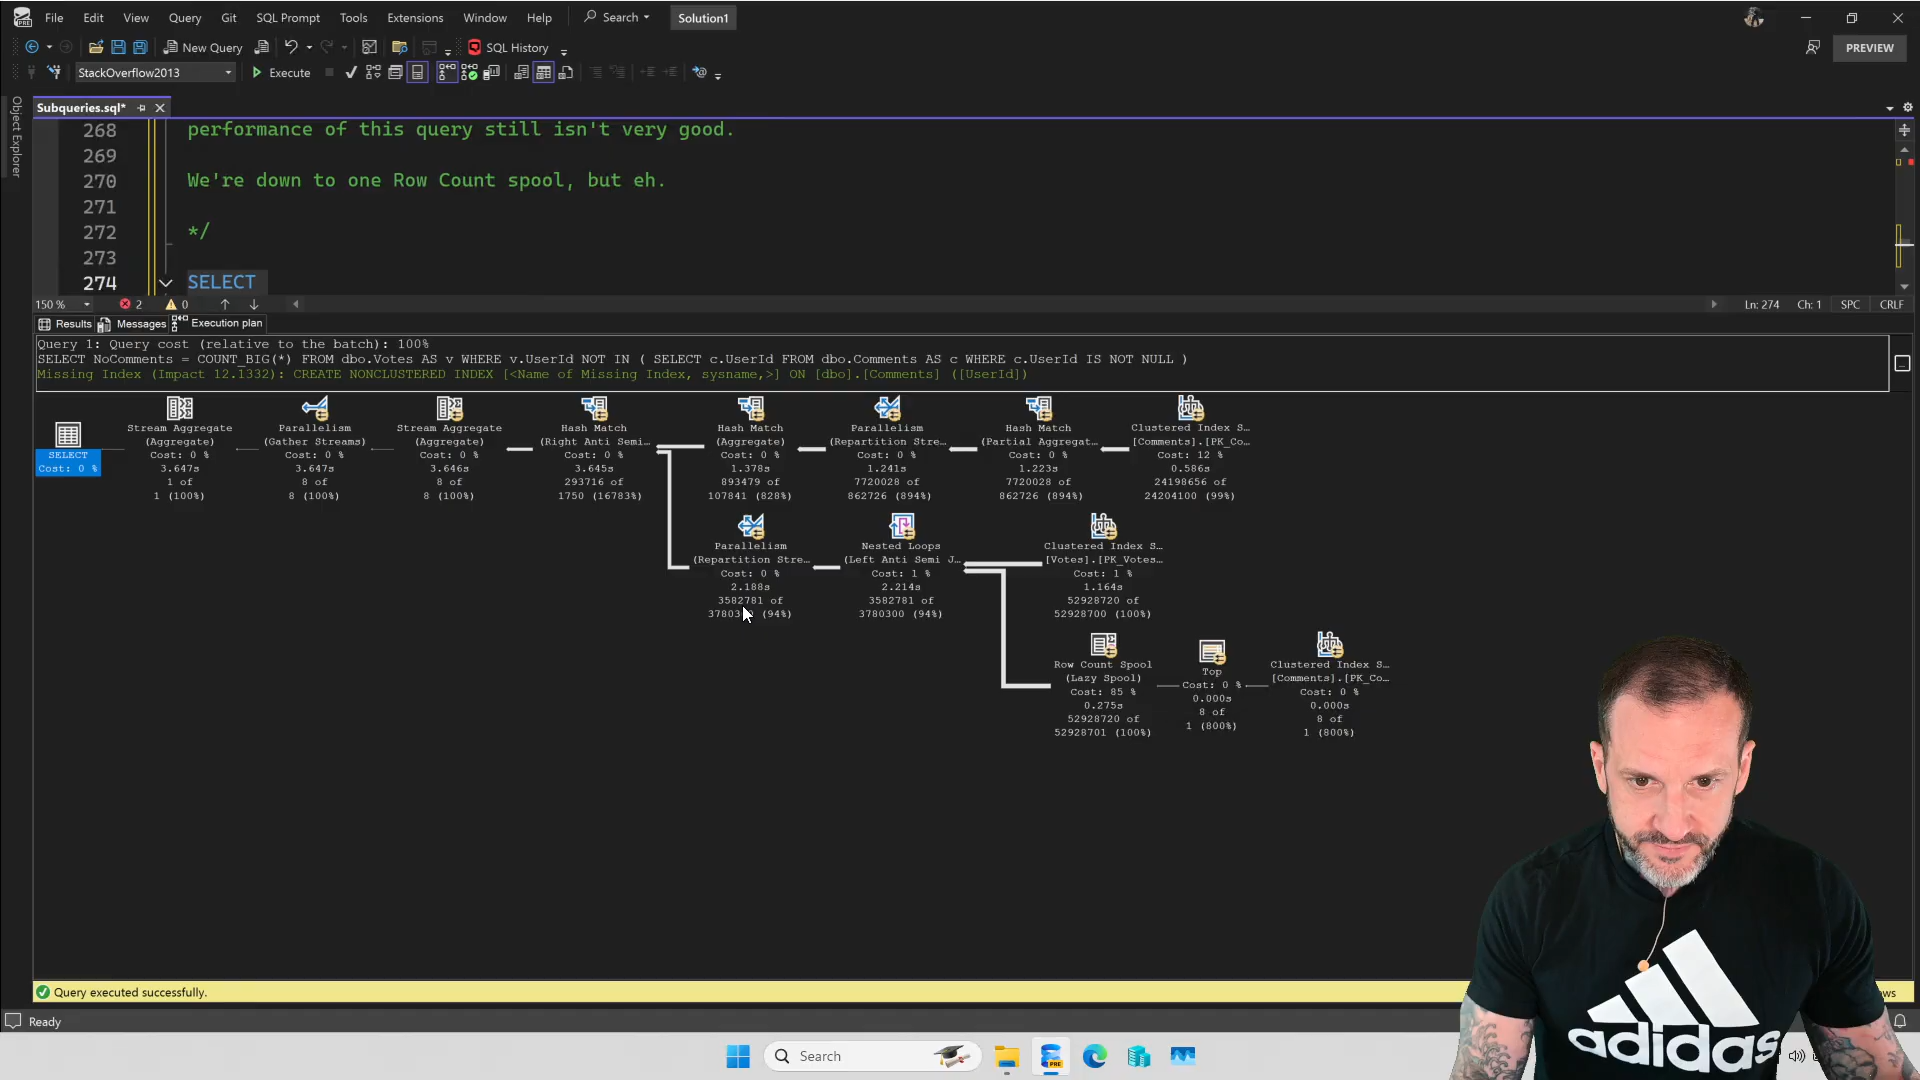 File Edit View Query Git SQL Prompt Tools Extensions Window Help Search Solution1
New Query SQL History PREVIEW
StackOverflow2013 Execute
Object Explorer
Subqueries.sql*
268 performance of this query still isn't very good.
269
270 We're down to one Row Count spool, but eh.
271
272 */
273
274 SELECT
150 % 2 0 Ln: 274 Ch: 1 SPC CRLF
Results Messages Execution plan
Query 1: Query cost (relative to the batch): 100%
SELECT NoComments = COUNT_BIG(*) FROM dbo.Votes AS v WHERE v.UserId NOT IN ( SELECT c.UserId FROM dbo.Comments AS c WHERE c.UserId IS NOT NULL )
Missing Index (Impact 12.1332): CREATE NONCLUSTERED INDEX [<Name of Missing Index, sysname,>] ON [dbo].[Comments] ([UserId])
SELECT
Cost: 0 %
Stream Aggregate
(Aggregate)
Cost: 0 %
3.647s
1 of
1 (100%)
Parallelism
(Gather Streams)
Cost: 0 %
3.647s
8 of
8 (100%)
Stream Aggregate
(Aggregate)
Cost: 0 %
3.646s
8 of
8 (100%)
Hash Match
(Right Anti Semi…
Cost: 0 %
3.645s
293716 of
1750 (16783%)
Hash Match
(Aggregate)
Cost: 0 %
1.378s
893479 of
107841 (828%)
Parallelism
(Repartition Stre…
Cost: 0 %
1.241s
7720028 of
862726 (894%)
Hash Match
(Partial Aggregat…
Cost: 0 %
1.223s
7720028 of
862726 (894%)
Clustered Index S…
[Comments].[PK_Co…
Cost: 12 %
0.586s
24198656 of
24204100 (99%)
Parallelism
(Repartition Stre…
Cost: 0 %
2.188s
3582781 of
(94%)
Nested Loops
(Left Anti Semi J…
Cost: 1 %
2.214s
3582781 of
3780300 (94%)
Clustered Index S…
[Votes].[PK_Votes…
Cost: 1 %
1.164s
52928720 of
52928700 (100%)
Row Count Spool
(Lazy Spool)
Cost: 85 %
0.275s
52928720 of
52928701 (100%)
Top
Cost: 0 %
0.000s
8 of
1 (800%)
Clustered Index S…
[Comments].[PK_Co…
Cost: 0 %
0.000s
8 of
1 (800%)
Query executed successfully.
Ready
Search
adidas